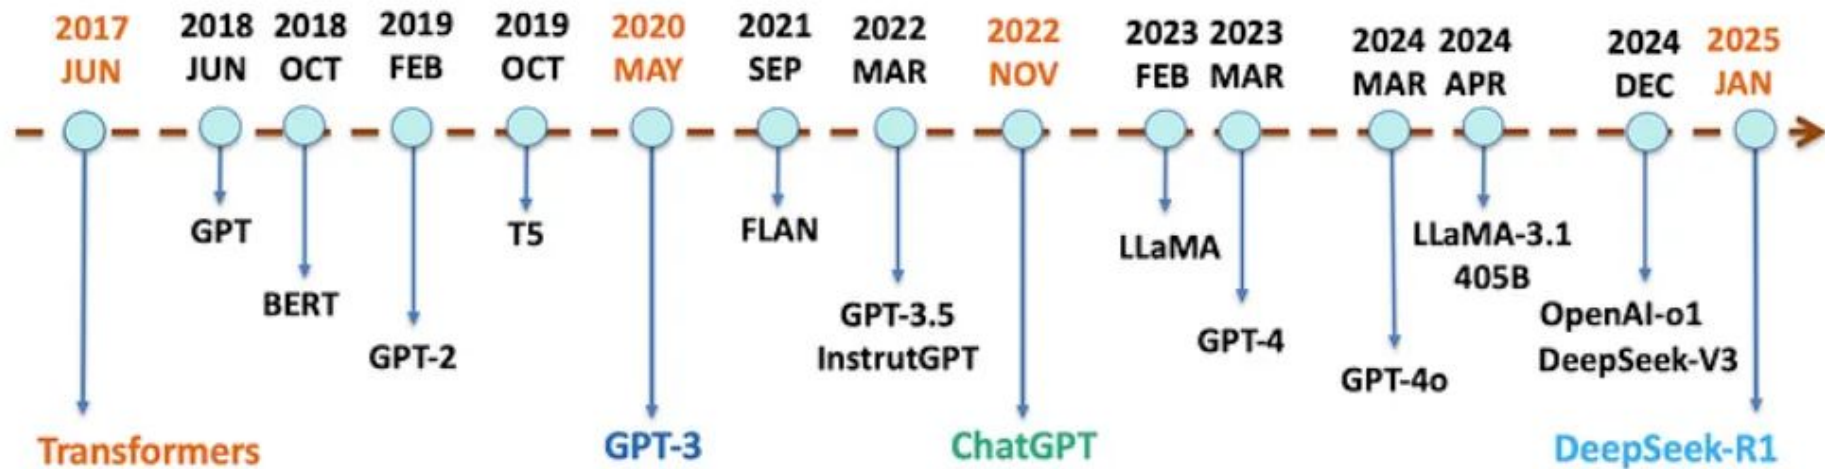 2017 JUN
2018 JUN
2018 OCT
2019 FEB
2019 OCT
2020 MAY
2021 SEP
2022 MAR
2022 NOV
2023 FEB
2023 MAR
2024 MAR
2024 APR
2024 DEC
2025 JAN
Transformers
GPT
BERT
GPT-2
T5
GPT-3
FLAN
GPT-3.5
InstrutGPT
ChatGPT
LLaMA
GPT-4
GPT-4o
LLaMA-3.1
405B
OpenAI-o1
DeepSeek-V3
DeepSeek-R1